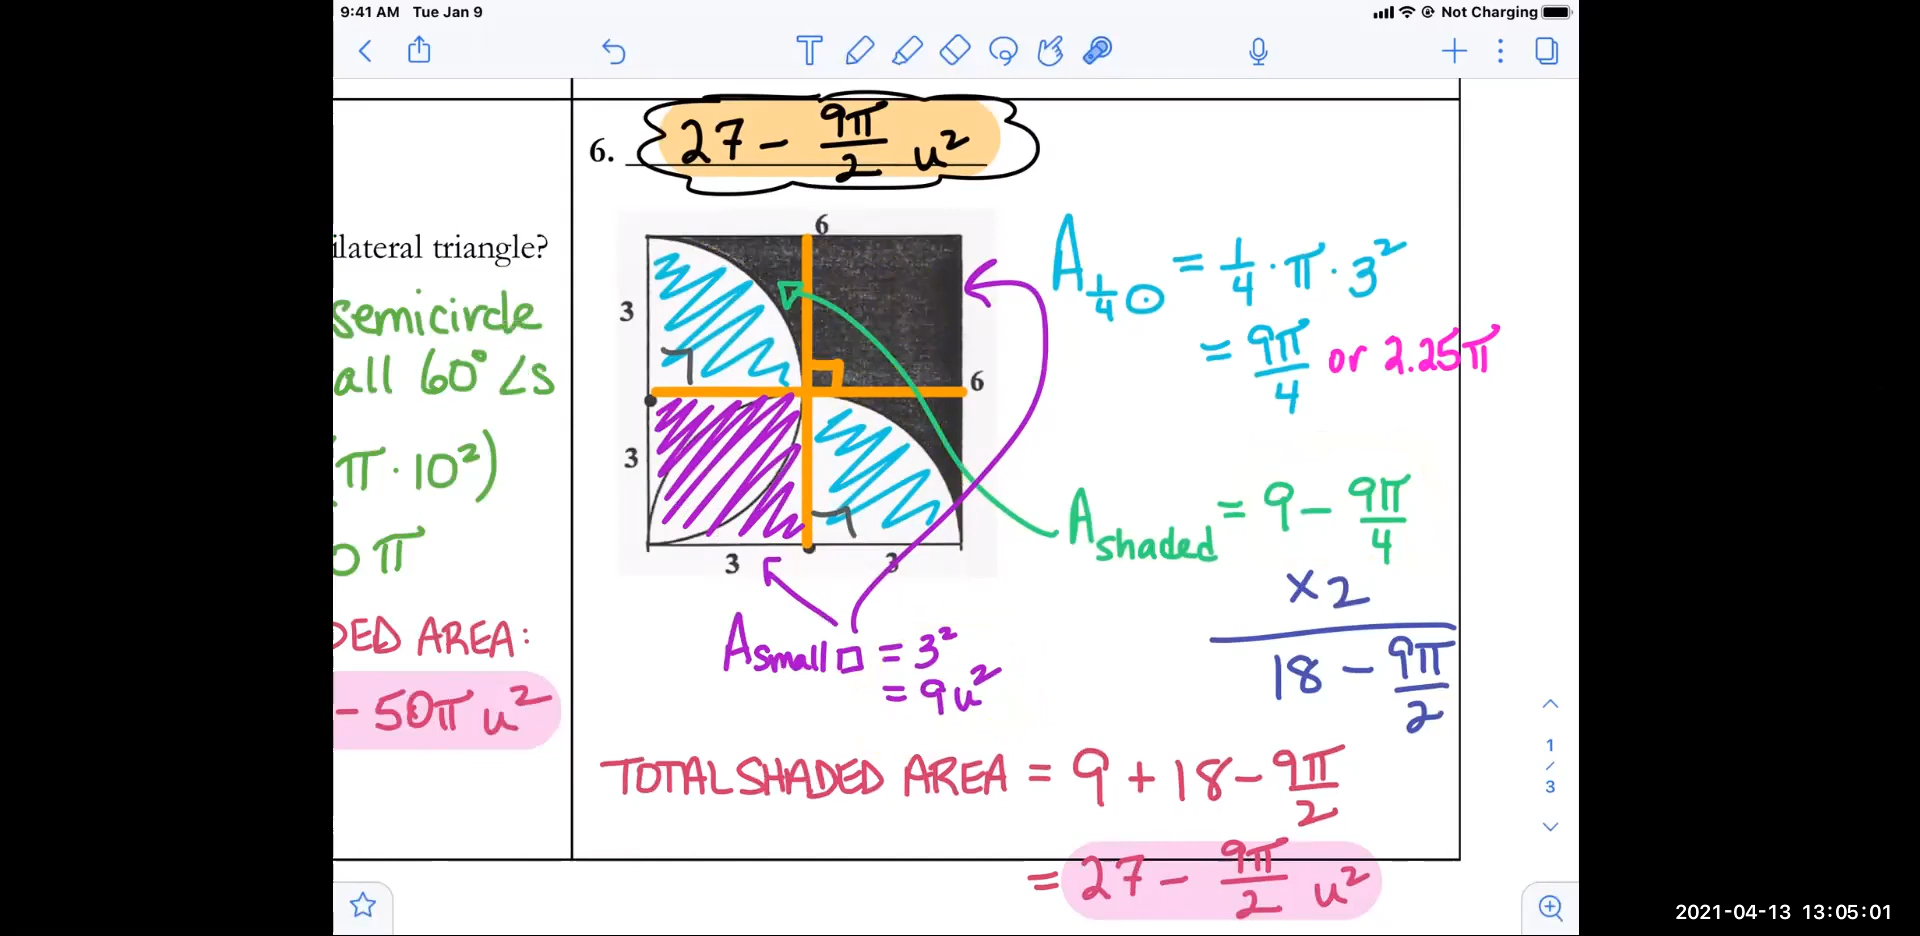 9:41 AM Tue Jan 9
Not Charging
6. 27 - 9π/2 u²
ilateral triangle?
semicircle
all 60° ∠s
(π · 10²)
0π
DED AREA:
- 50π u²
6
3
6
3
3
3
A ¼⊙ = 1/4 · π · 3²
= 9π/4 or 2.25π
A shaded = 9 - 9π/4
× 2
18 - 9π/2
A small □ = 3²
= 9u²
TOTAL SHADED AREA = 9 + 18 - 9π/2
= 27 - 9π/2 u²
1
/
3
2021-04-13 13:05:01